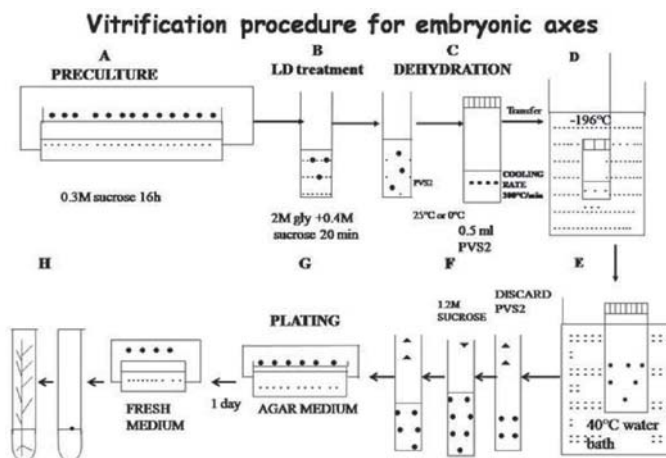 Vitrification procedure for embryonic axes
A
PRECULTURE
0.3M sucrose 16h
B
LD treatment
2M gly +0.4M
sucrose 20 min
C
DEHYDRATION
PVS2
25°C or 0°C
0.5 ml
PVS2
COOLING
RATE
300°C/min
Transfer
D
-196°C
E
40°C water
bath
F
1.2M
SUCROSE
DISCARD
PVS2
G
PLATING
AGAR MEDIUM
1 day
FRESH
MEDIUM
H